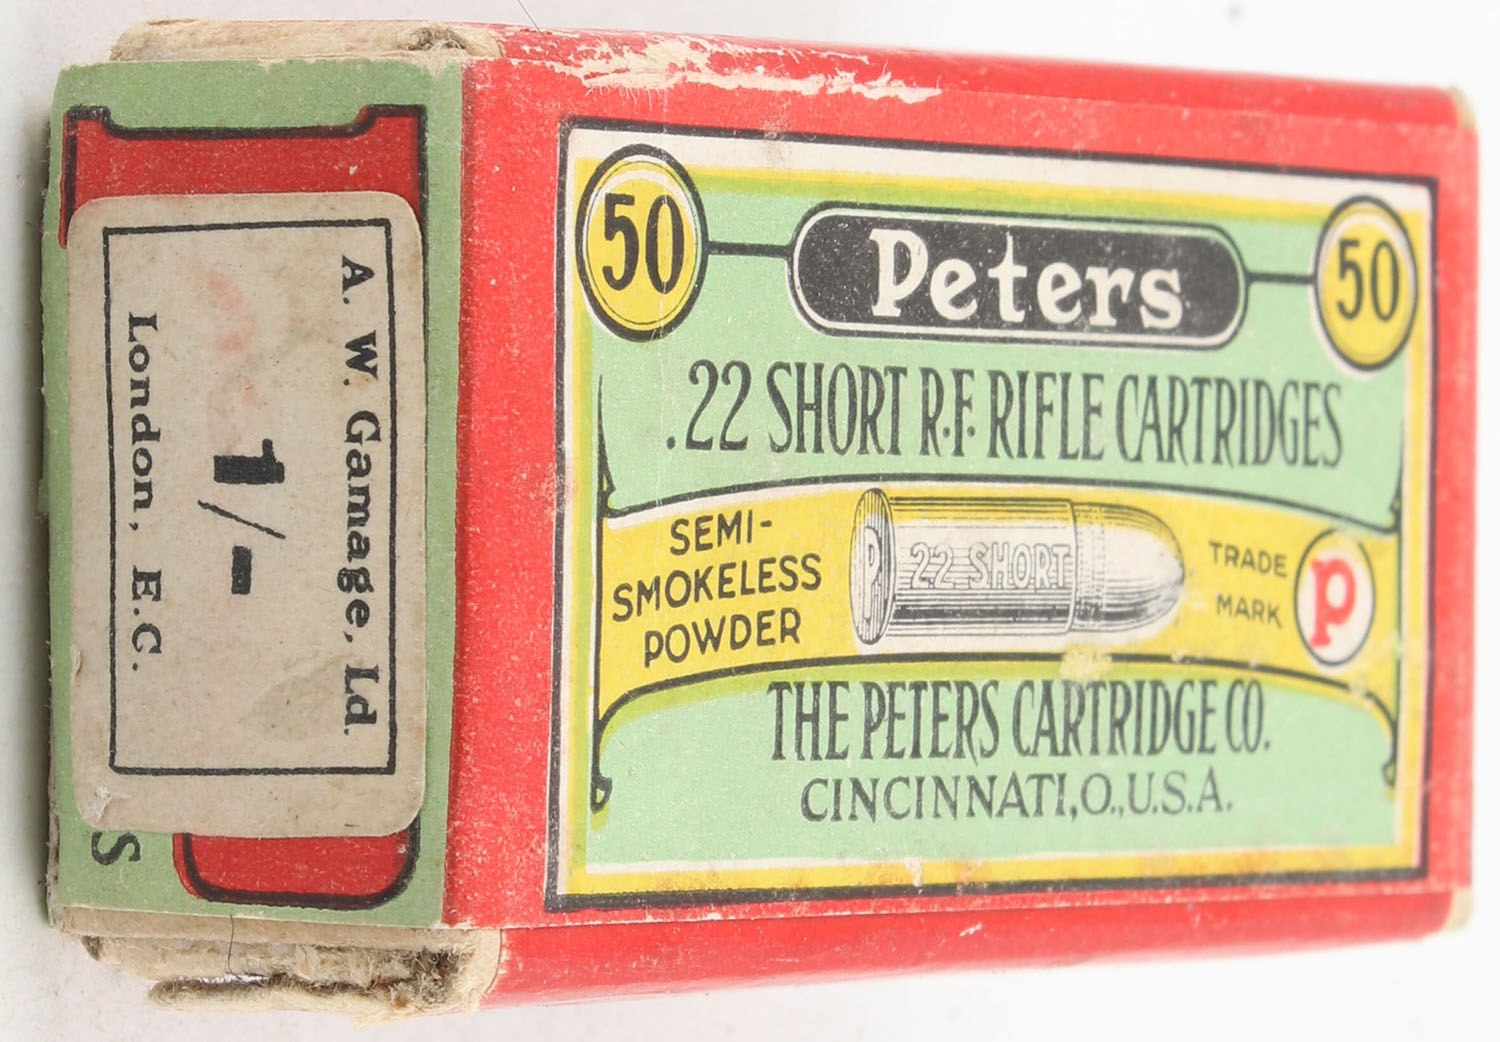 50 Peters 50
.22 SHORT R.F. RIFLE CARTRIDGES
SEMI-
SMOKELESS
POWDER
P 22 SHORT
TRADE
MARK
P
THE PETERS CARTRIDGE CO.
CINCINNATI, O., U.S.A.
A. W. Gamage, Ld.
1/-
London, E.C.
S